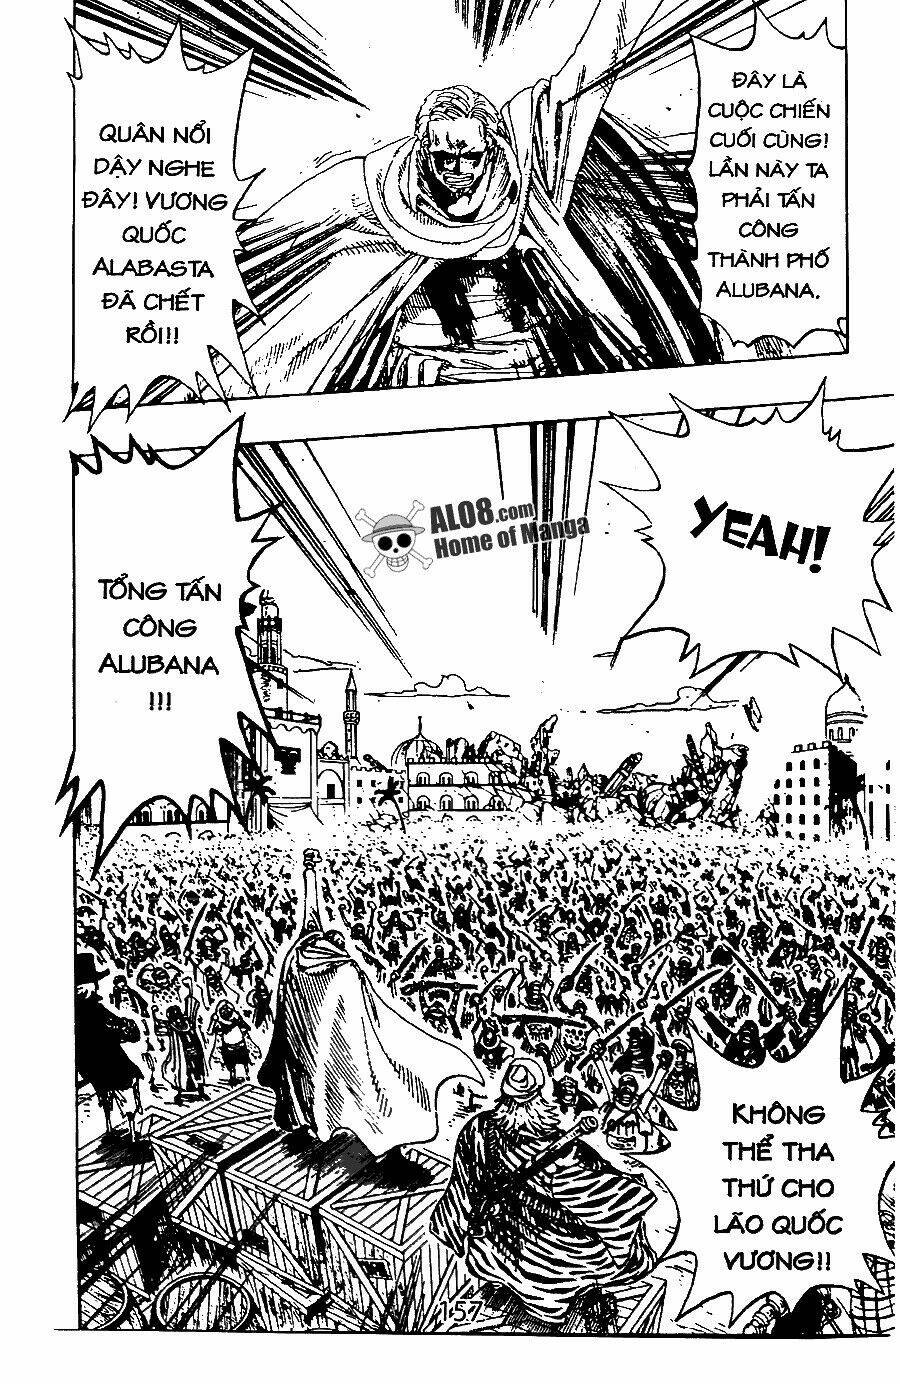 QUÂN NỔI
DẬY NGHE
ĐÂY! VƯƠNG
QUỐC
ALABASTA
ĐÃ CHẾT
RỒI!!!
ĐÂY LÀ
CUỘC CHIẾN
CUỐI CÙNG!
LẦN NÀY TA
PHẢI TẤN
CÔNG
THÀNH PHỐ
ALUBANA.
ALO8.com
Home of Manga
YEAH!
TỔNG TẤN
CÔNG
ALUBANA
!!!
KHÔNG
THỂ THA
THỨ CHO
LÃO QUỐC
VƯƠNG!!
157